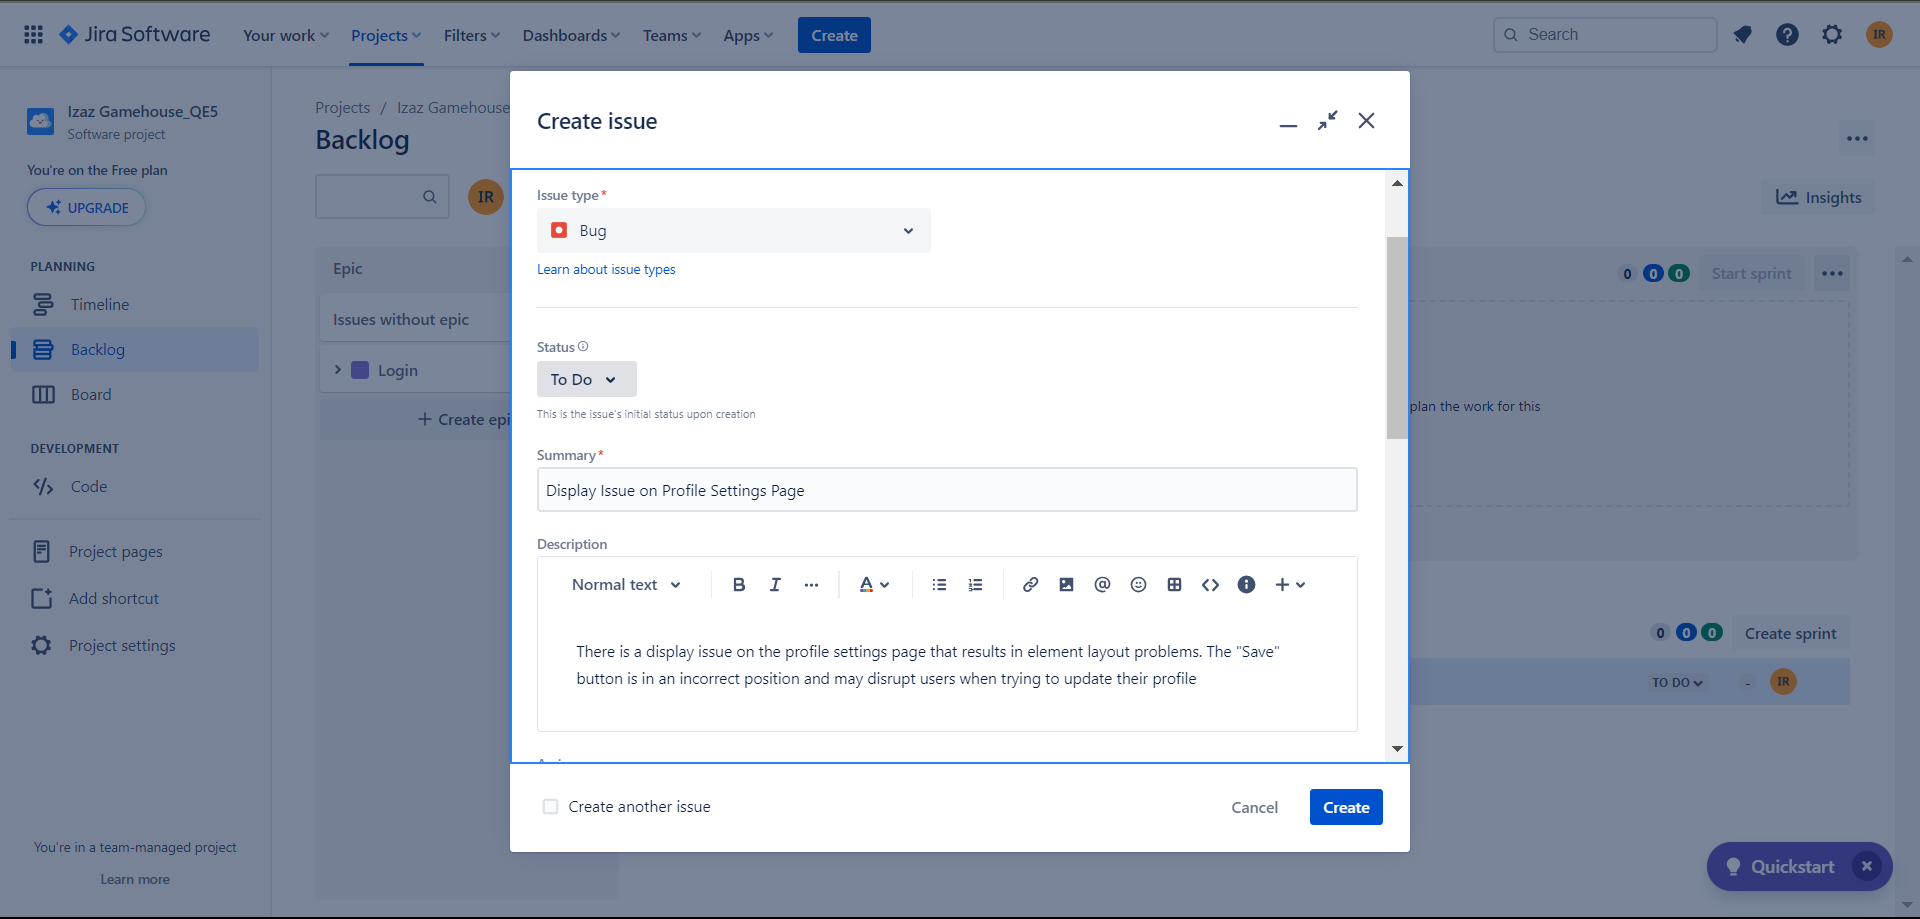 Jira Software
Your work
Projects
Filters
Dashboards
Teams
Apps
Create
Search
IR
Izaz Gamehouse_QE5
Software project
You're on the Free plan
UPGRADE
PLANNING
Timeline
Backlog
Board
DEVELOPMENT
Code
Project pages
Add shortcut
Project settings
You're in a team-managed project
Learn more
Projects / Izaz Gamehouse
Backlog
IR
Insights
Epic
Issues without epic
Login
+ Create epi
0 0 0 Start sprint
plan the work for this
0 0 0 Create sprint
TO DO - IR
Create issue
Issue type*
Bug
Learn about issue types
Status
To Do
This is the issue's initial status upon creation
Summary*
Display Issue on Profile Settings Page
Description
Normal text B I ... A @ +
There is a display issue on the profile settings page that results in element layout problems. The "Save"
button is in an incorrect position and may disrupt users when trying to update their profile
Create another issue
Cancel
Create
Quickstart